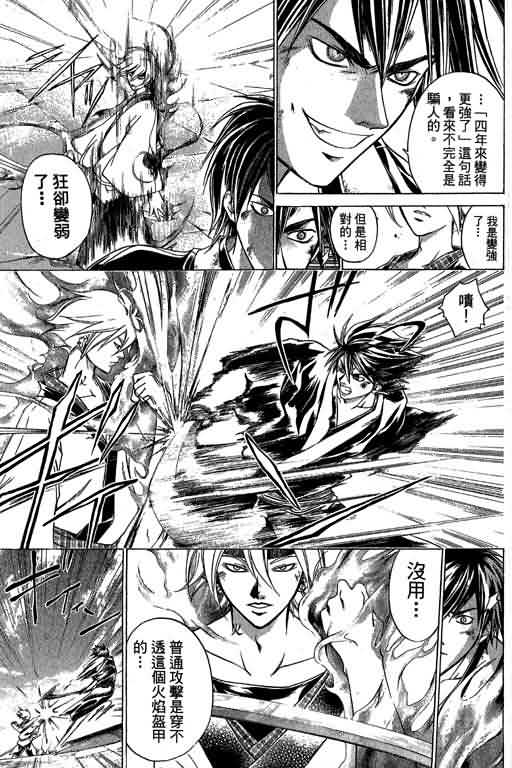 …「四年來變得
更強了」這句話
，看來不完全是
騙人的。
我是變強
了…
但是相
對的…
狂卻變弱
了…
嘖！
沒用…
普通攻擊是穿不
透這個火焰盔甲
的…